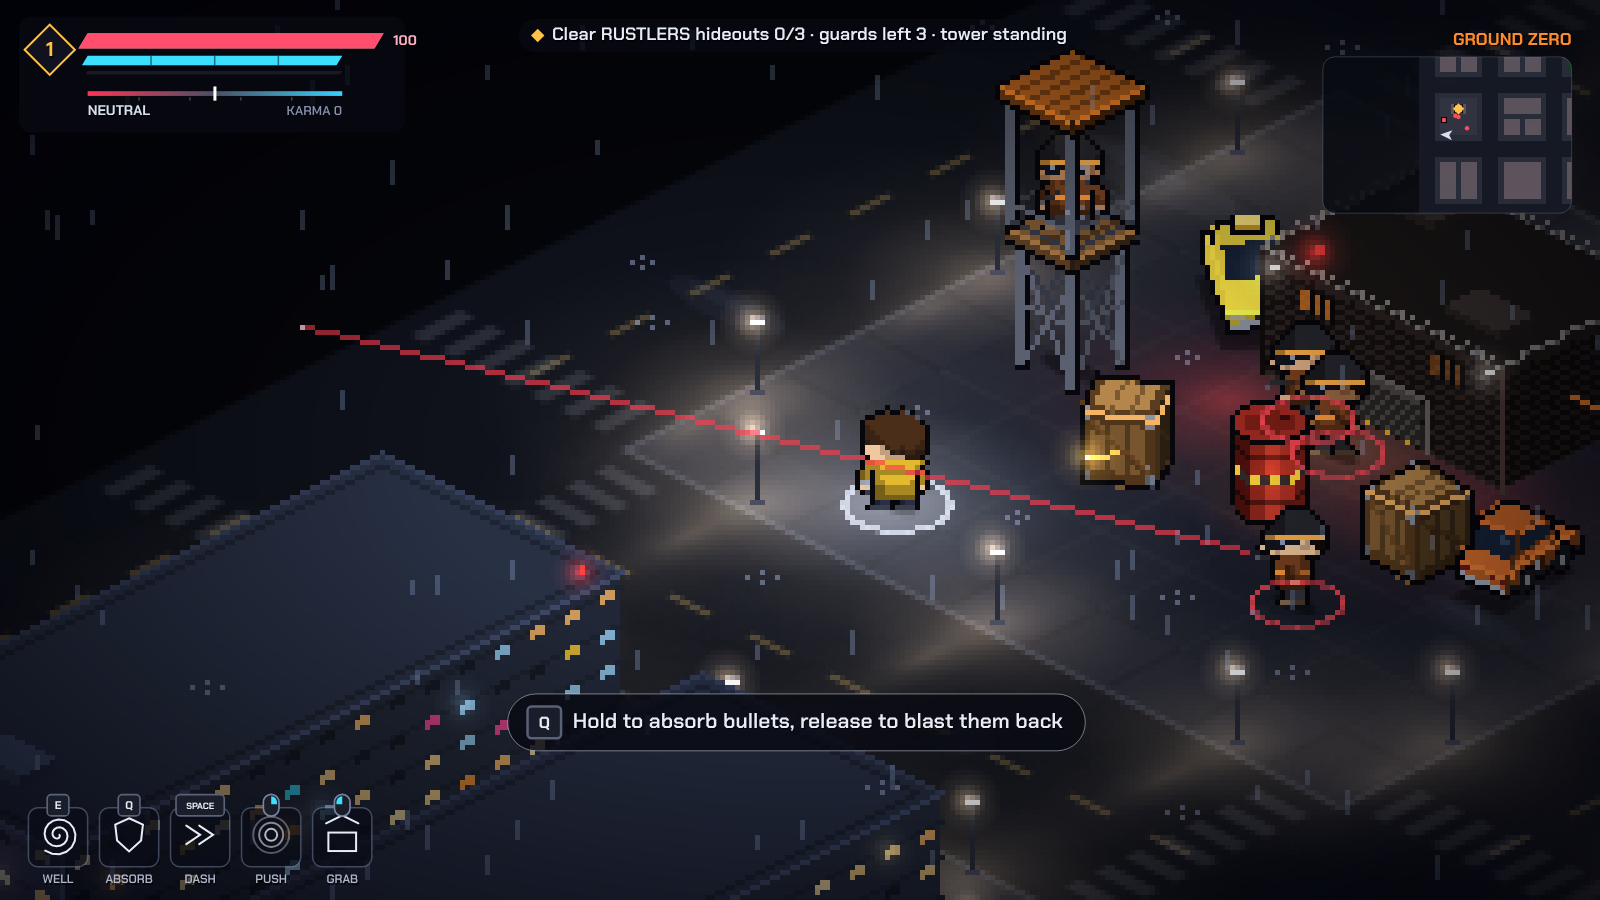 1
100
NEUTRAL
KARMA 0
Clear RUSTLERS hideouts 0/3 · guards left 3 · tower standing
GROUND ZERO
Q Hold to absorb bullets, release to blast them back
E
Q
SPACE
WELL
ABSORB
DASH
PUSH
GRAB